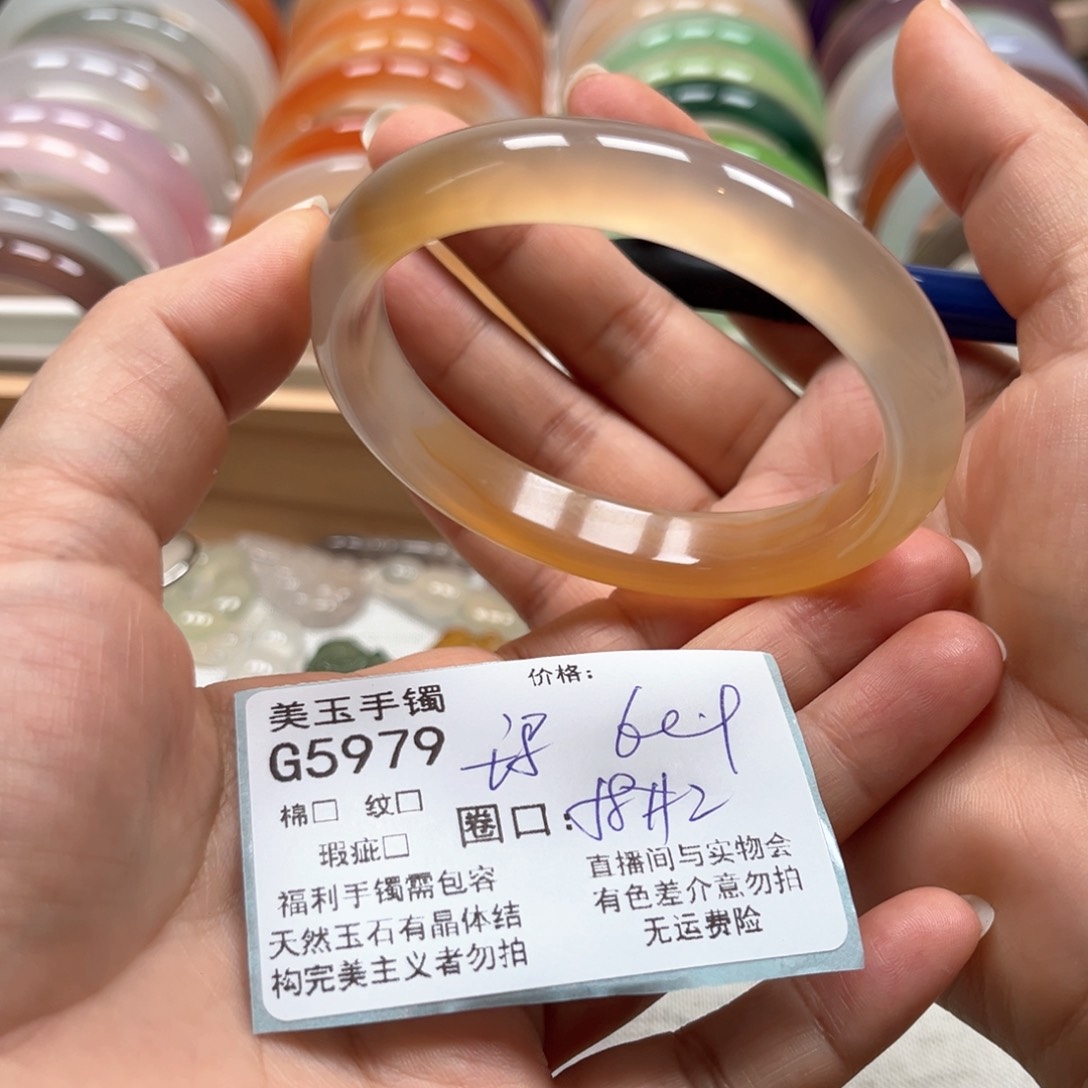 美玉手镯
价格:
G5979
棉□ 纹□
瑕疵□
圈口:
福利手镯需包容
天然玉石有晶体结
构完美主义者勿拍
直播间与实物会
有色差介意勿拍
无运费险